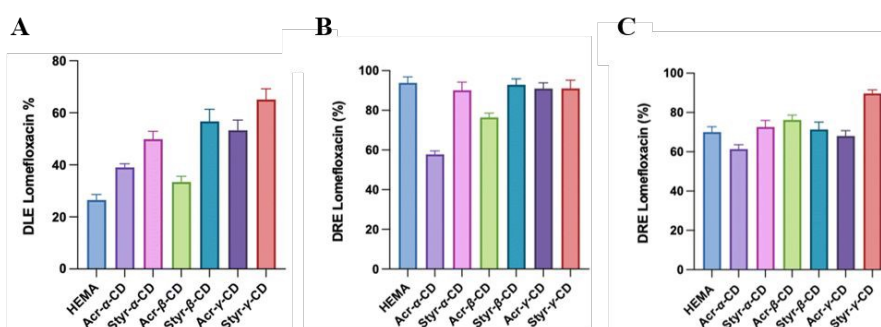 A
B
C
DLE Lomefloxacin %
80
60
40
20
0
HEMA
Acr-α-CD
Styr-α-CD
Acr-β-CD
Styr-β-CD
Acr-γ-CD
Styr-γ-CD
DRE Lomefloxacin (%)
100
80
60
40
20
0
HEMA
Acr-α-CD
Styr-α-CD
Acr-β-CD
Styr-β-CD
Acr-γ-CD
Styr-γ-CD
DRE Lomefloxacin (%)
100
80
60
40
20
0
HEMA
Acr-α-CD
Styr-α-CD
Acr-β-CD
Styr-β-CD
Acr-γ-CD
Styr-γ-CD